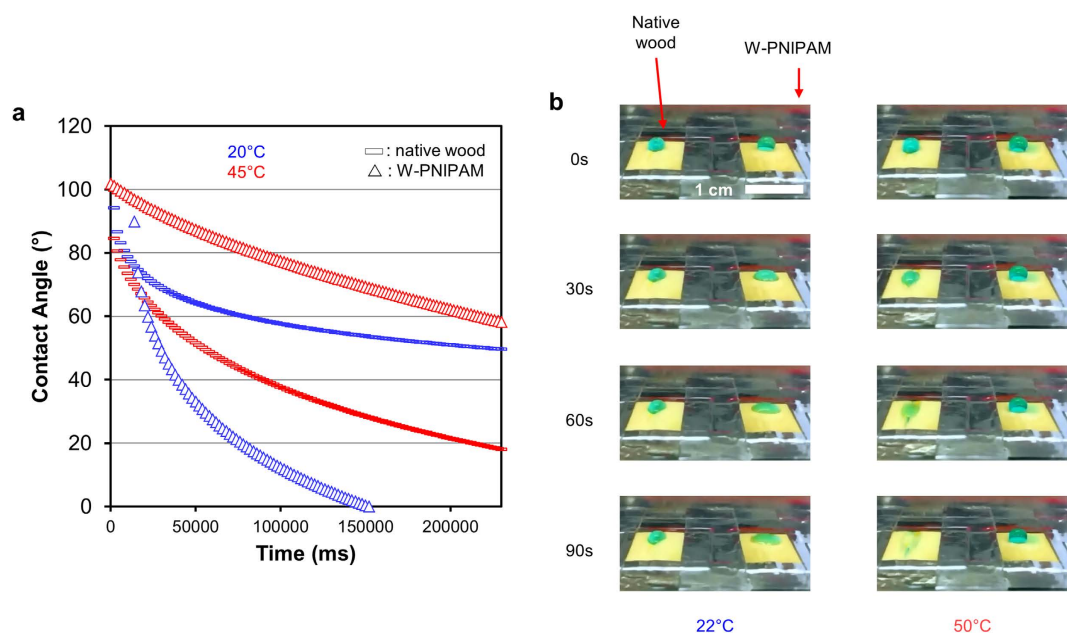 a
120
100
80
60
40
20
0
Contact Angle (°)
20°C
45°C
: native wood
: W-PNIPAM
0
50000
100000
150000
200000
Time (ms)
b
Native
wood
W-PNIPAM
0s
1 cm
30s
60s
90s
22°C
50°C